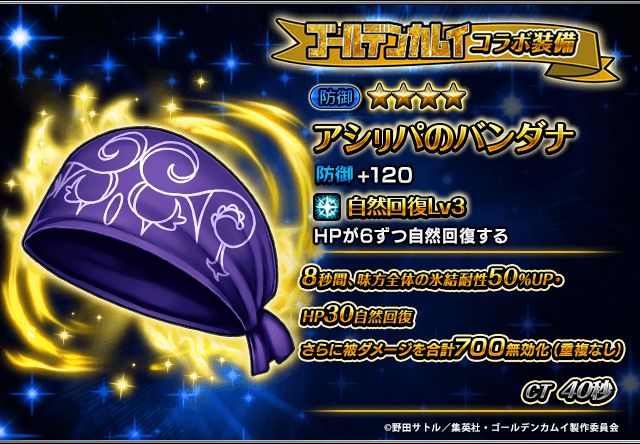 ゴールデンカムイコラボ装備
防御 ★★★★
アシㇼパのバンダナ
防御+120
自然回復Lv3
HPが6ずつ自然回復する
8秒間、味方全体の氷結耐性50%UP・
HP30自然回復
さらに被ダメージを合計700無効化(重複なし)
CT 40秒
©野田サトル/集英社・ゴールデンカムイ製作委員会